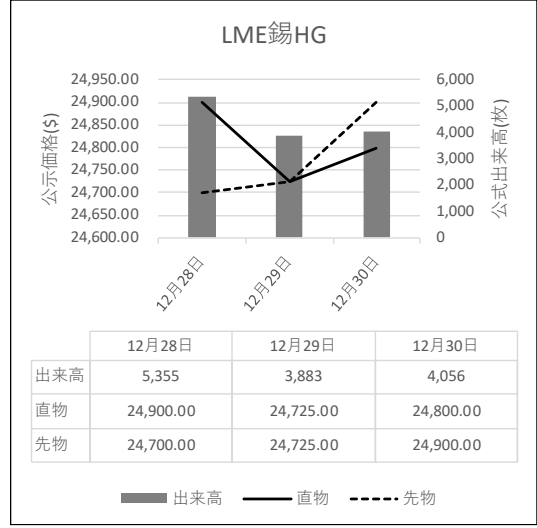 LME錫HG
公示価格($)
24,950.00
24,900.00
24,850.00
24,800.00
24,750.00
24,700.00
24,650.00
24,600.00
6,000
5,000
4,000
3,000
2,000
1,000
0
公式出来高(枚)
12月28日
12月29日
12月30日
12月28日 12月29日 12月30日
出来高 5,355 3,883 4,056
直物 24,900.00 24,725.00 24,800.00
先物 24,700.00 24,725.00 24,900.00
出来高 直物 先物